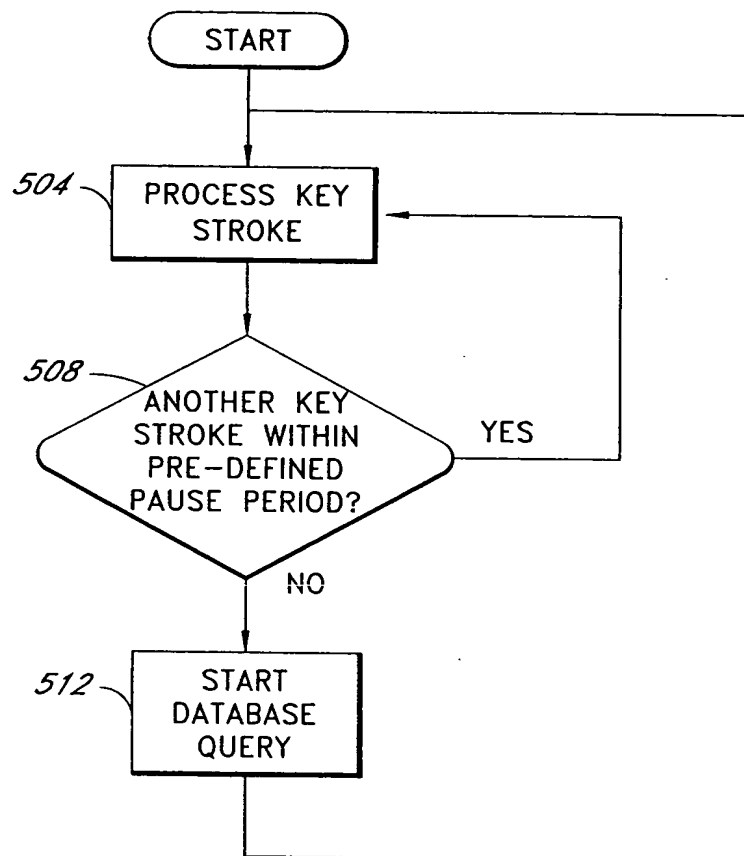 START
504
PROCESS KEY
STROKE
508
ANOTHER KEY
STROKE WITHIN
PRE-DEFINED
PAUSE PERIOD?
YES
NO
512
START
DATABASE
QUERY